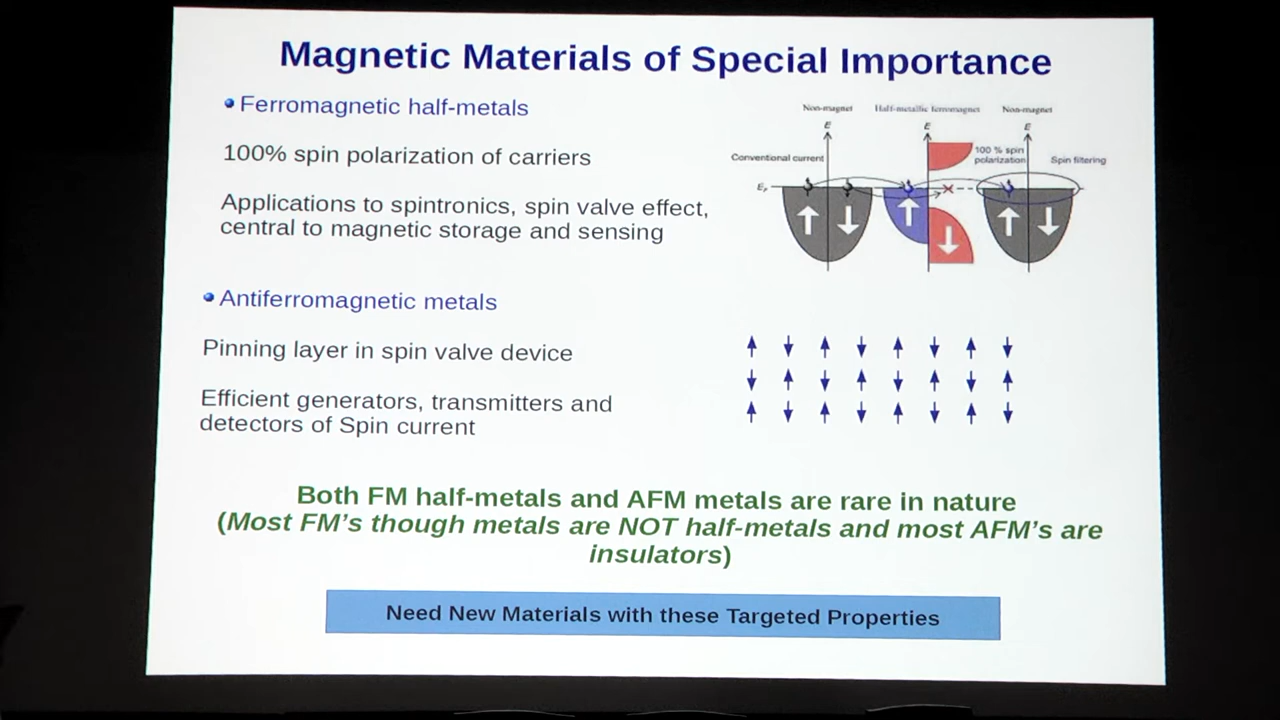 Magnetic Materials of Special Importance
Ferromagnetic half-metals
100% spin polarization of carriers
Applications to spintronics, spin valve effect,
central to magnetic storage and sensing
Non-magnet Half-metallic ferromagnet Non-magnet
E E E
Conventional current
100 % spin
polarization
Spin filtering
EF
Antiferromagnetic metals
Pinning layer in spin valve device
Efficient generators, transmitters and
detectors of Spin current
Both FM half-metals and AFM metals are rare in nature
(Most FM's though metals are NOT half-metals and most AFM's are
insulators)
Need New Materials with these Targeted Properties